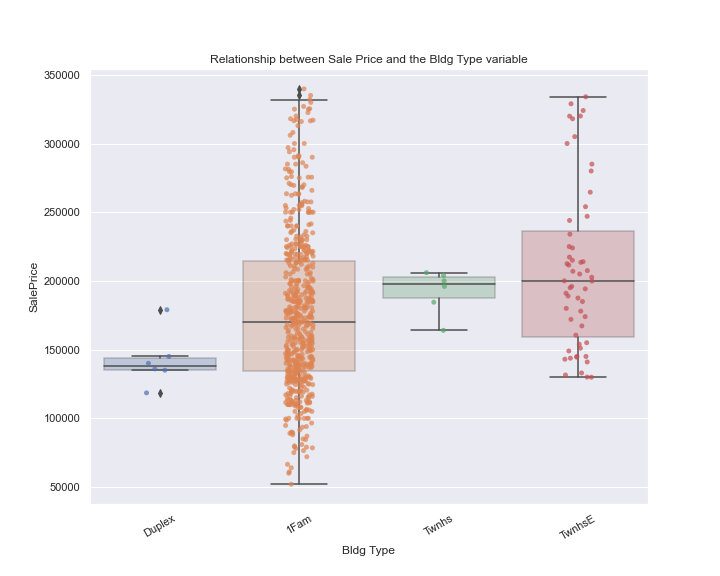 Relationship between Sale Price and the Bldg Type variable
350000
300000
250000
200000
150000
100000
50000
SalePrice
Duplex
1Fam
Twnhs
TwnhsE
Bldg Type